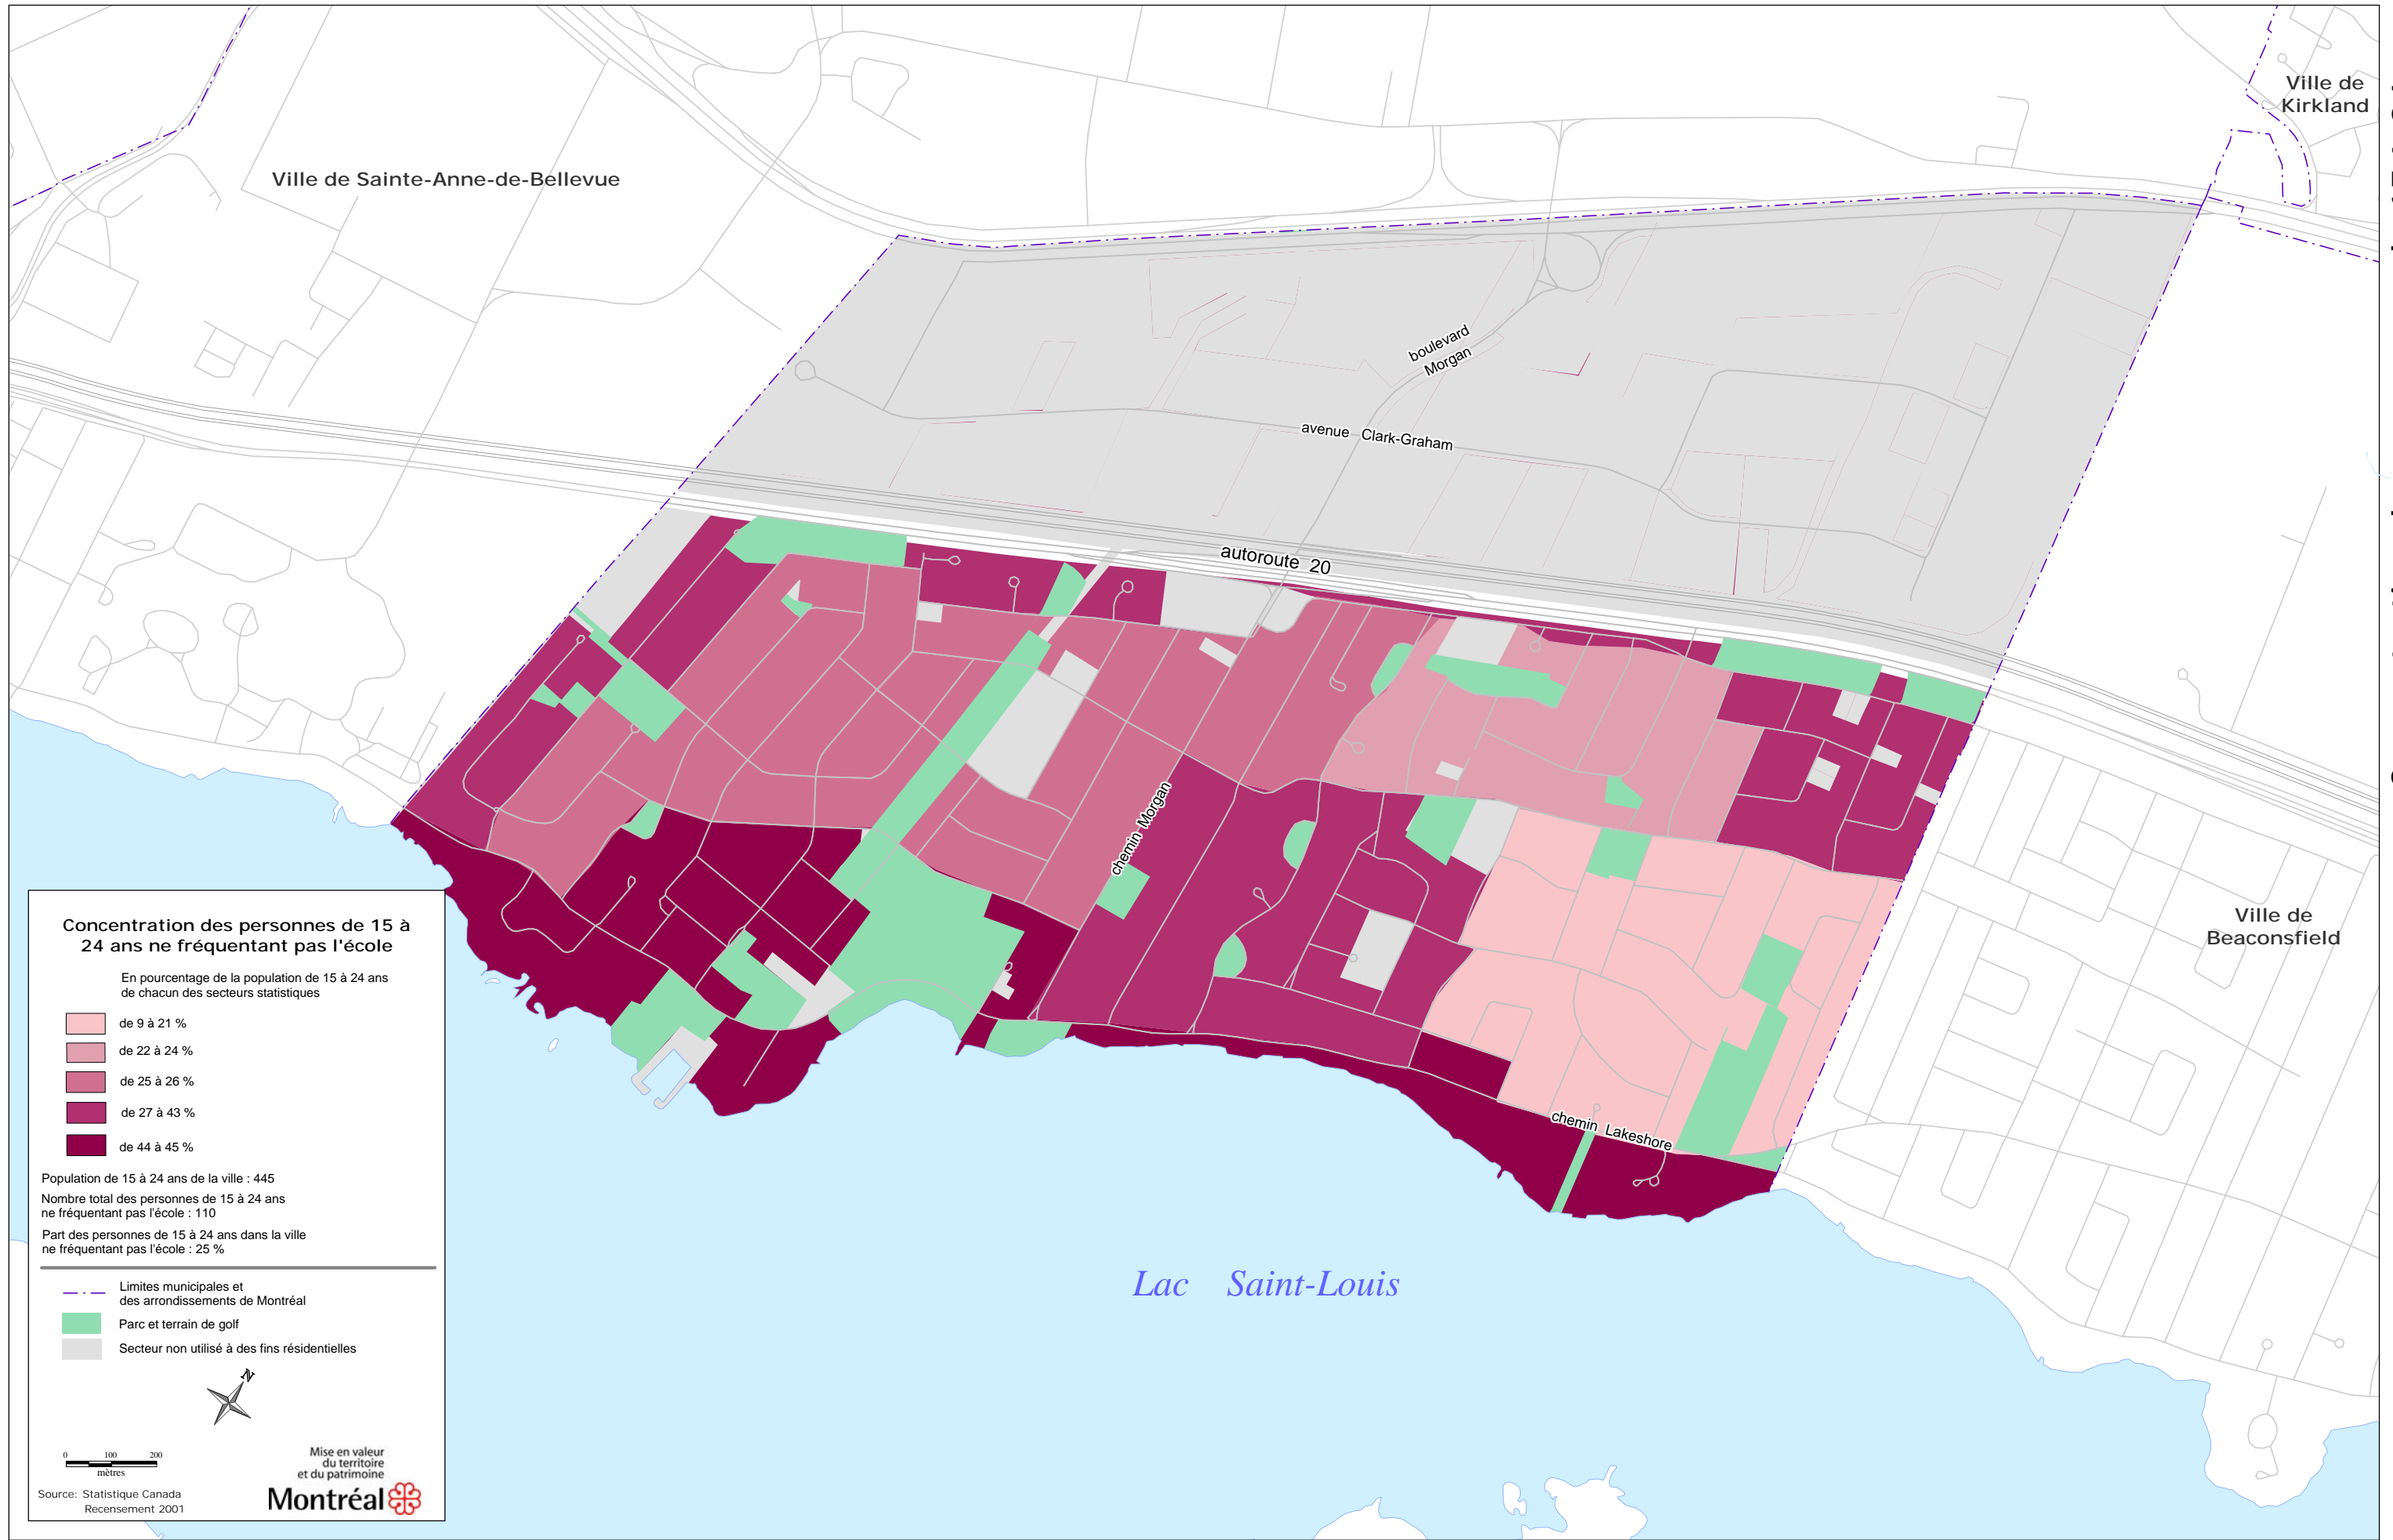 Ville de
Kirkland
Ville de Sainte-Anne-de-Bellevue
boulevard
Morgan
avenue Clark-Graham
autoroute 20
chemin Morgan
Ville de
Beaconsfield
chemin Lakeshore
Lac Saint-Louis
Concentration des personnes de 15 à
24 ans ne fréquentant pas l'école
En pourcentage de la population de 15 à 24 ans
de chacun des secteurs statistiques
de 9 à 21 %
de 22 à 24 %
de 25 à 26 %
de 27 à 43 %
de 44 à 45 %
Population de 15 à 24 ans de la ville : 445
Nombre total des personnes de 15 à 24 ans
ne fréquentant pas l'école : 110
Part des personnes de 15 à 24 ans dans la ville
ne fréquentant pas l'école : 25 %
Limites municipales et
des arrondissements de Montréal
Parc et terrain de golf
Secteur non utilisé à des fins résidentielles
N
0 100 200
mètres
Mise en valeur
du territoire
et du patrimoine
Montréal
Source: Statistique Canada
Recensement 2001